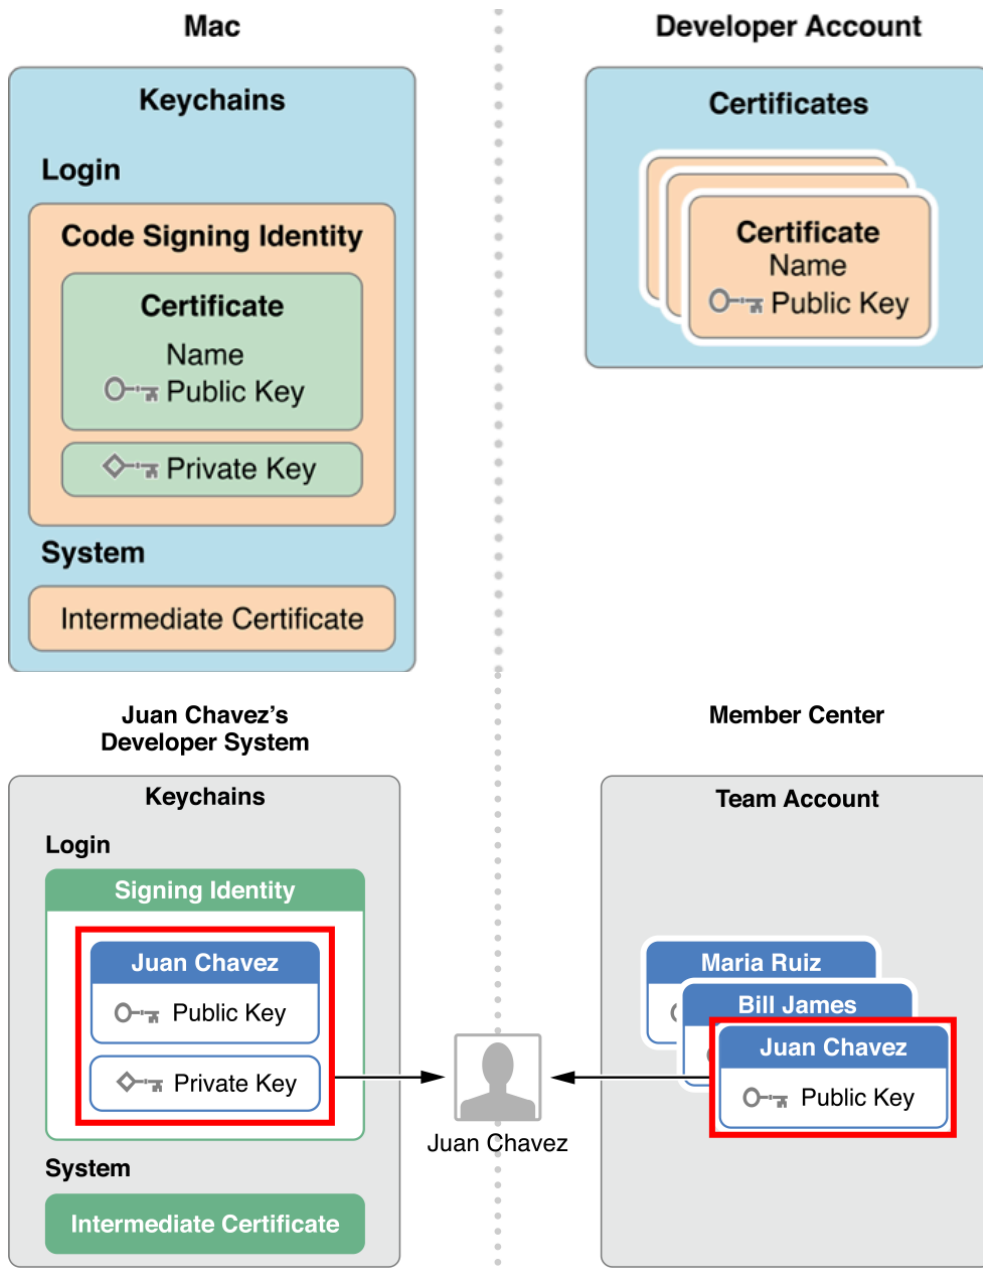 Mac
Developer Account
Keychains
Login
Code Signing Identity
Certificate
Name
Public Key
Private Key
System
Intermediate Certificate
Certificates
Certificate
Name
Public Key
Juan Chavez’s
Developer System
Member Center
Keychains
Login
Signing Identity
Juan Chavez
Public Key
Private Key
System
Intermediate Certificate
Juan Chavez
Team Account
Maria Ruiz
Bill James
Juan Chavez
Public Key